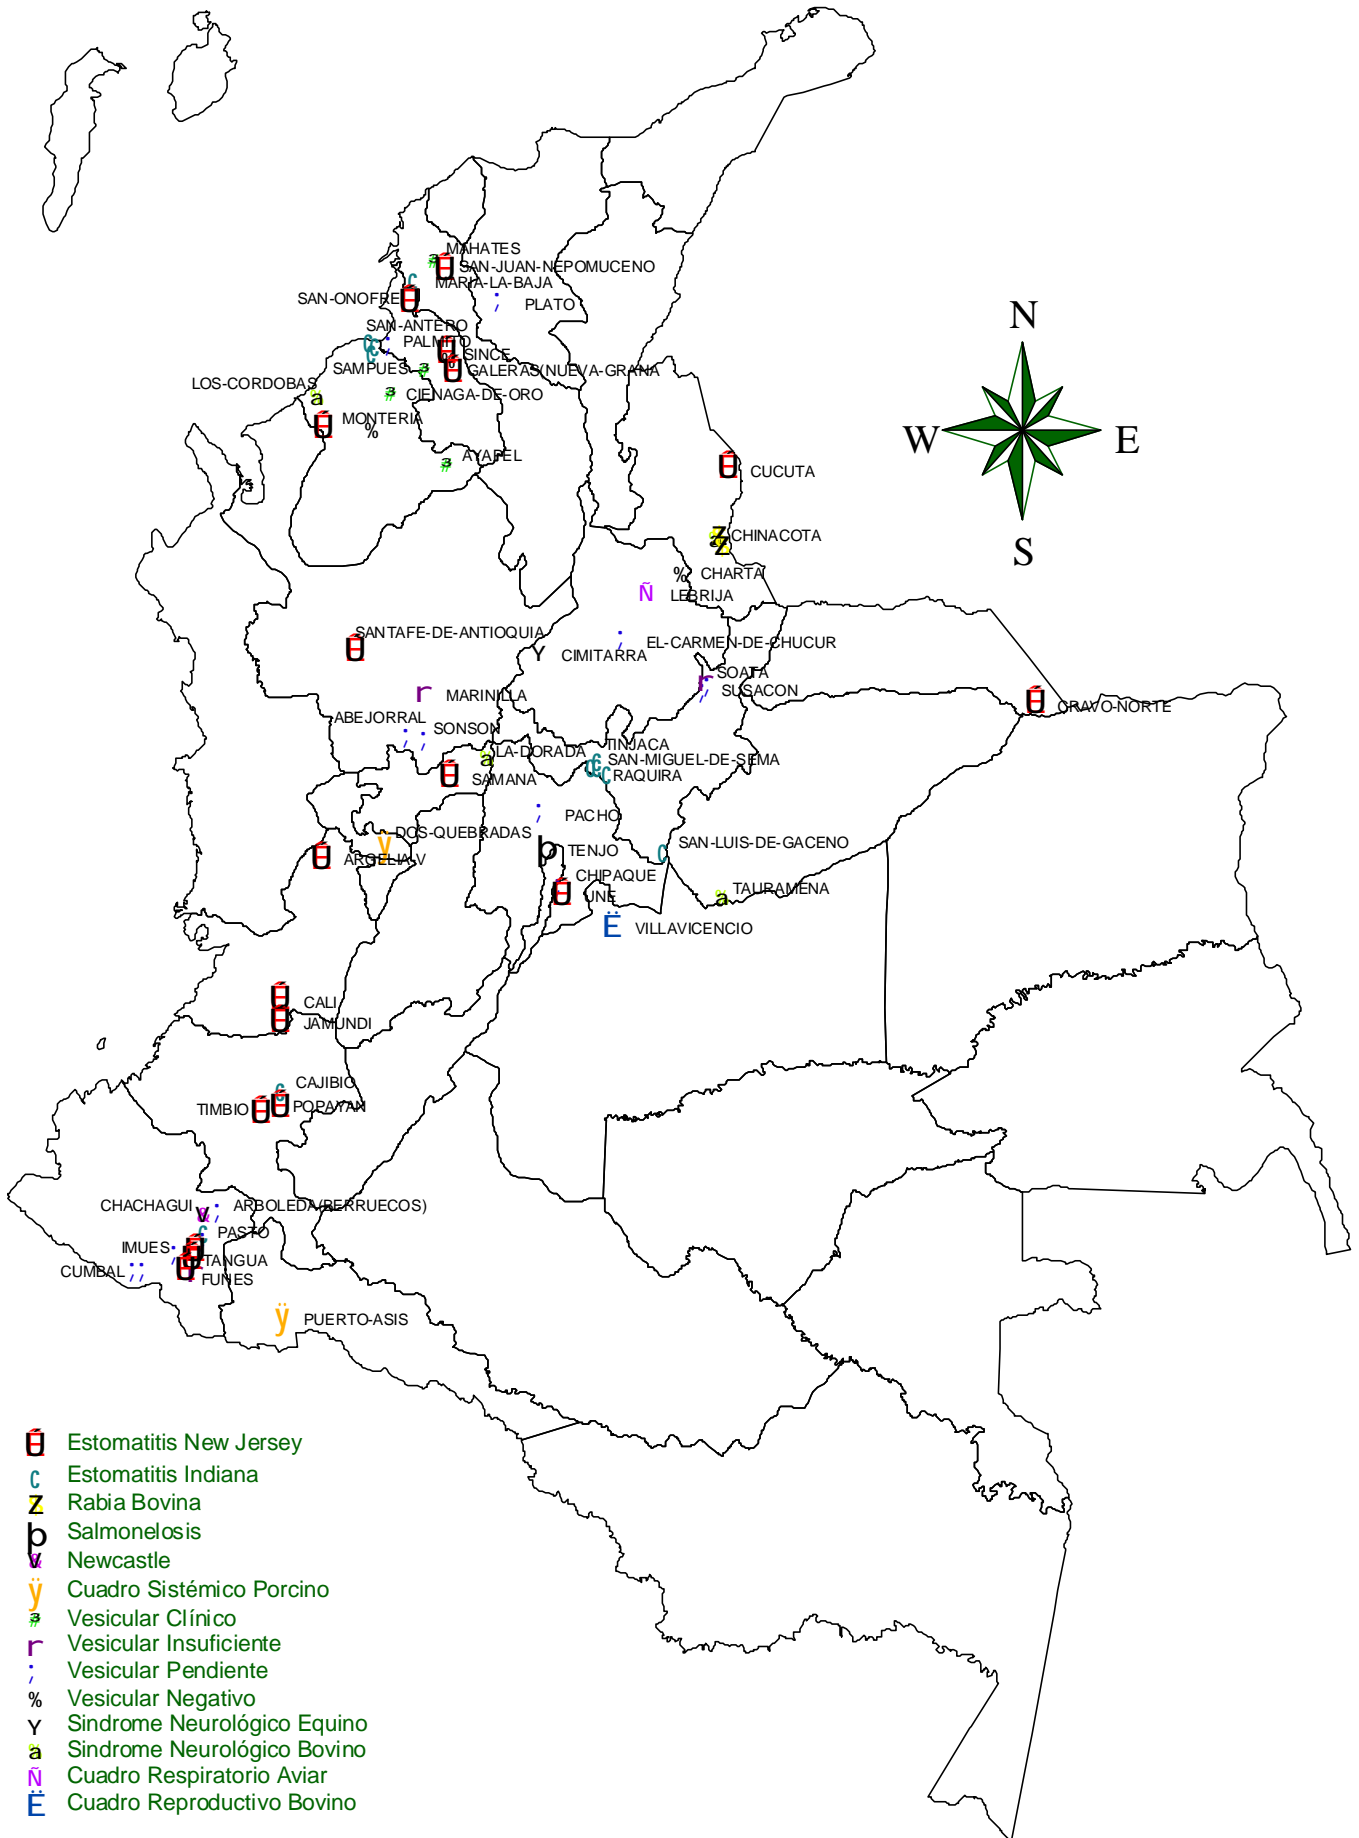 MAHATES
SAN-JUAN-NEPOMUCENO
MARIA-LA-BAJA
SAN-ONOFRE
PLATO
N
SAN-ANTERO
PALMITO
SINCE
SAMPUES
GALERAS(NUEVA-GRANA
LOS-CORDOBAS
CIENAGA-DE-ORO
MONTERIA
W
E
AYAPEL
CUCUTA
CHINACOTA
S
CHARTA
LEBRIJA
SANTAFE-DE-ANTIOQUIA
EL-CARMEN-DE-CHUCUR
CIMITARRA
SOATA
SUSACON
MARINILLA
CRAVO-NORTE
ABEJORRAL
SONSON
TINJACA
LA-DORADA
SAN-MIGUEL-DE-SEMA
RAQUIRA
SAMANA
PACHO
DOS-QUEBRADAS
SAN-LUIS-DE-GACENO
TENJO
ARGELIA-V
CHIPAQUE
TAURAMENA
UNE
VILLAVICENCIO
CALI
JAMUNDI
CAJIBIO
TIMBIO
POPAYAN
CHACHAGUI
ARBOLEDA(BERRUECOS)
PASTO
IMUES
TANGUA
CUMBAL
FUNES
PUERTO-ASIS
Estomatitis New Jersey
Estomatitis Indiana
Rabia Bovina
Salmonelosis
Newcastle
Cuadro Sistémico Porcino
Vesicular Clínico
Vesicular Insuficiente
Vesicular Pendiente
% Vesicular Negativo
Y Sindrome Neurológico Equino
Sindrome Neurológico Bovino
Ñ Cuadro Respiratorio Aviar
Ë Cuadro Reproductivo Bovino